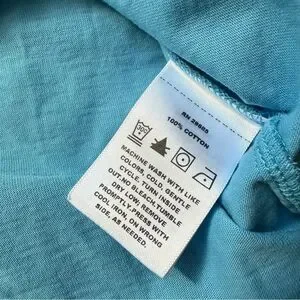 RN 28655
100% COTTON
MACHINE WASH WITH LIKE
COLORS, COLD, GENTLE
CYCLE, TURN INSIDE
OUT.NO BLEACH,TUMBLE
DRY LOW; REMOVE
PROMPTLY.PRESS WITH
COOL IRON, ON WRONG
SIDE, AS NEEDED.